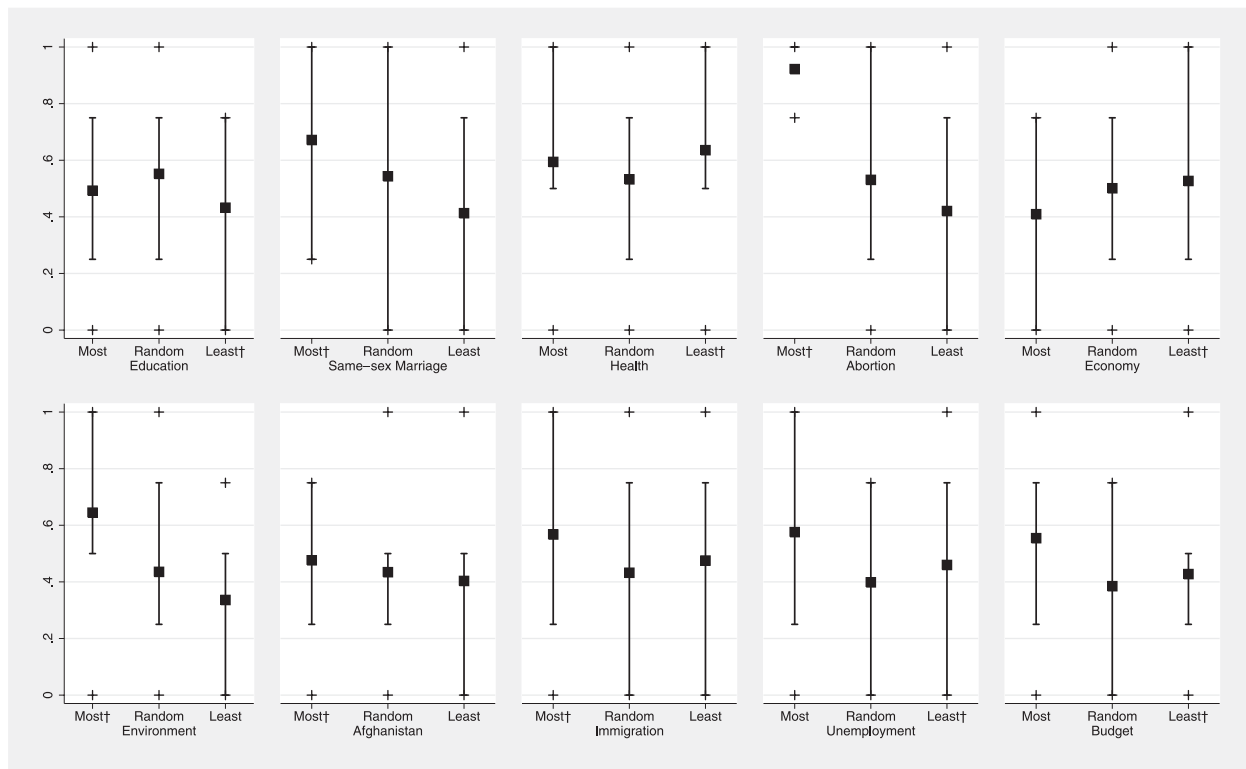 1
.8
.6
.4
.2
0
Most Random Least†
Education
Most† Random Least
Same–sex Marriage
Most Random Least†
Health
Most† Random Least
Abortion
Most Random Least†
Economy
1
.8
.6
.4
.2
0
Most† Random Least
Environment
Most† Random Least
Afghanistan
Most† Random Least
Immigration
Most Random Least†
Unemployment
Most Random Least†
Budget